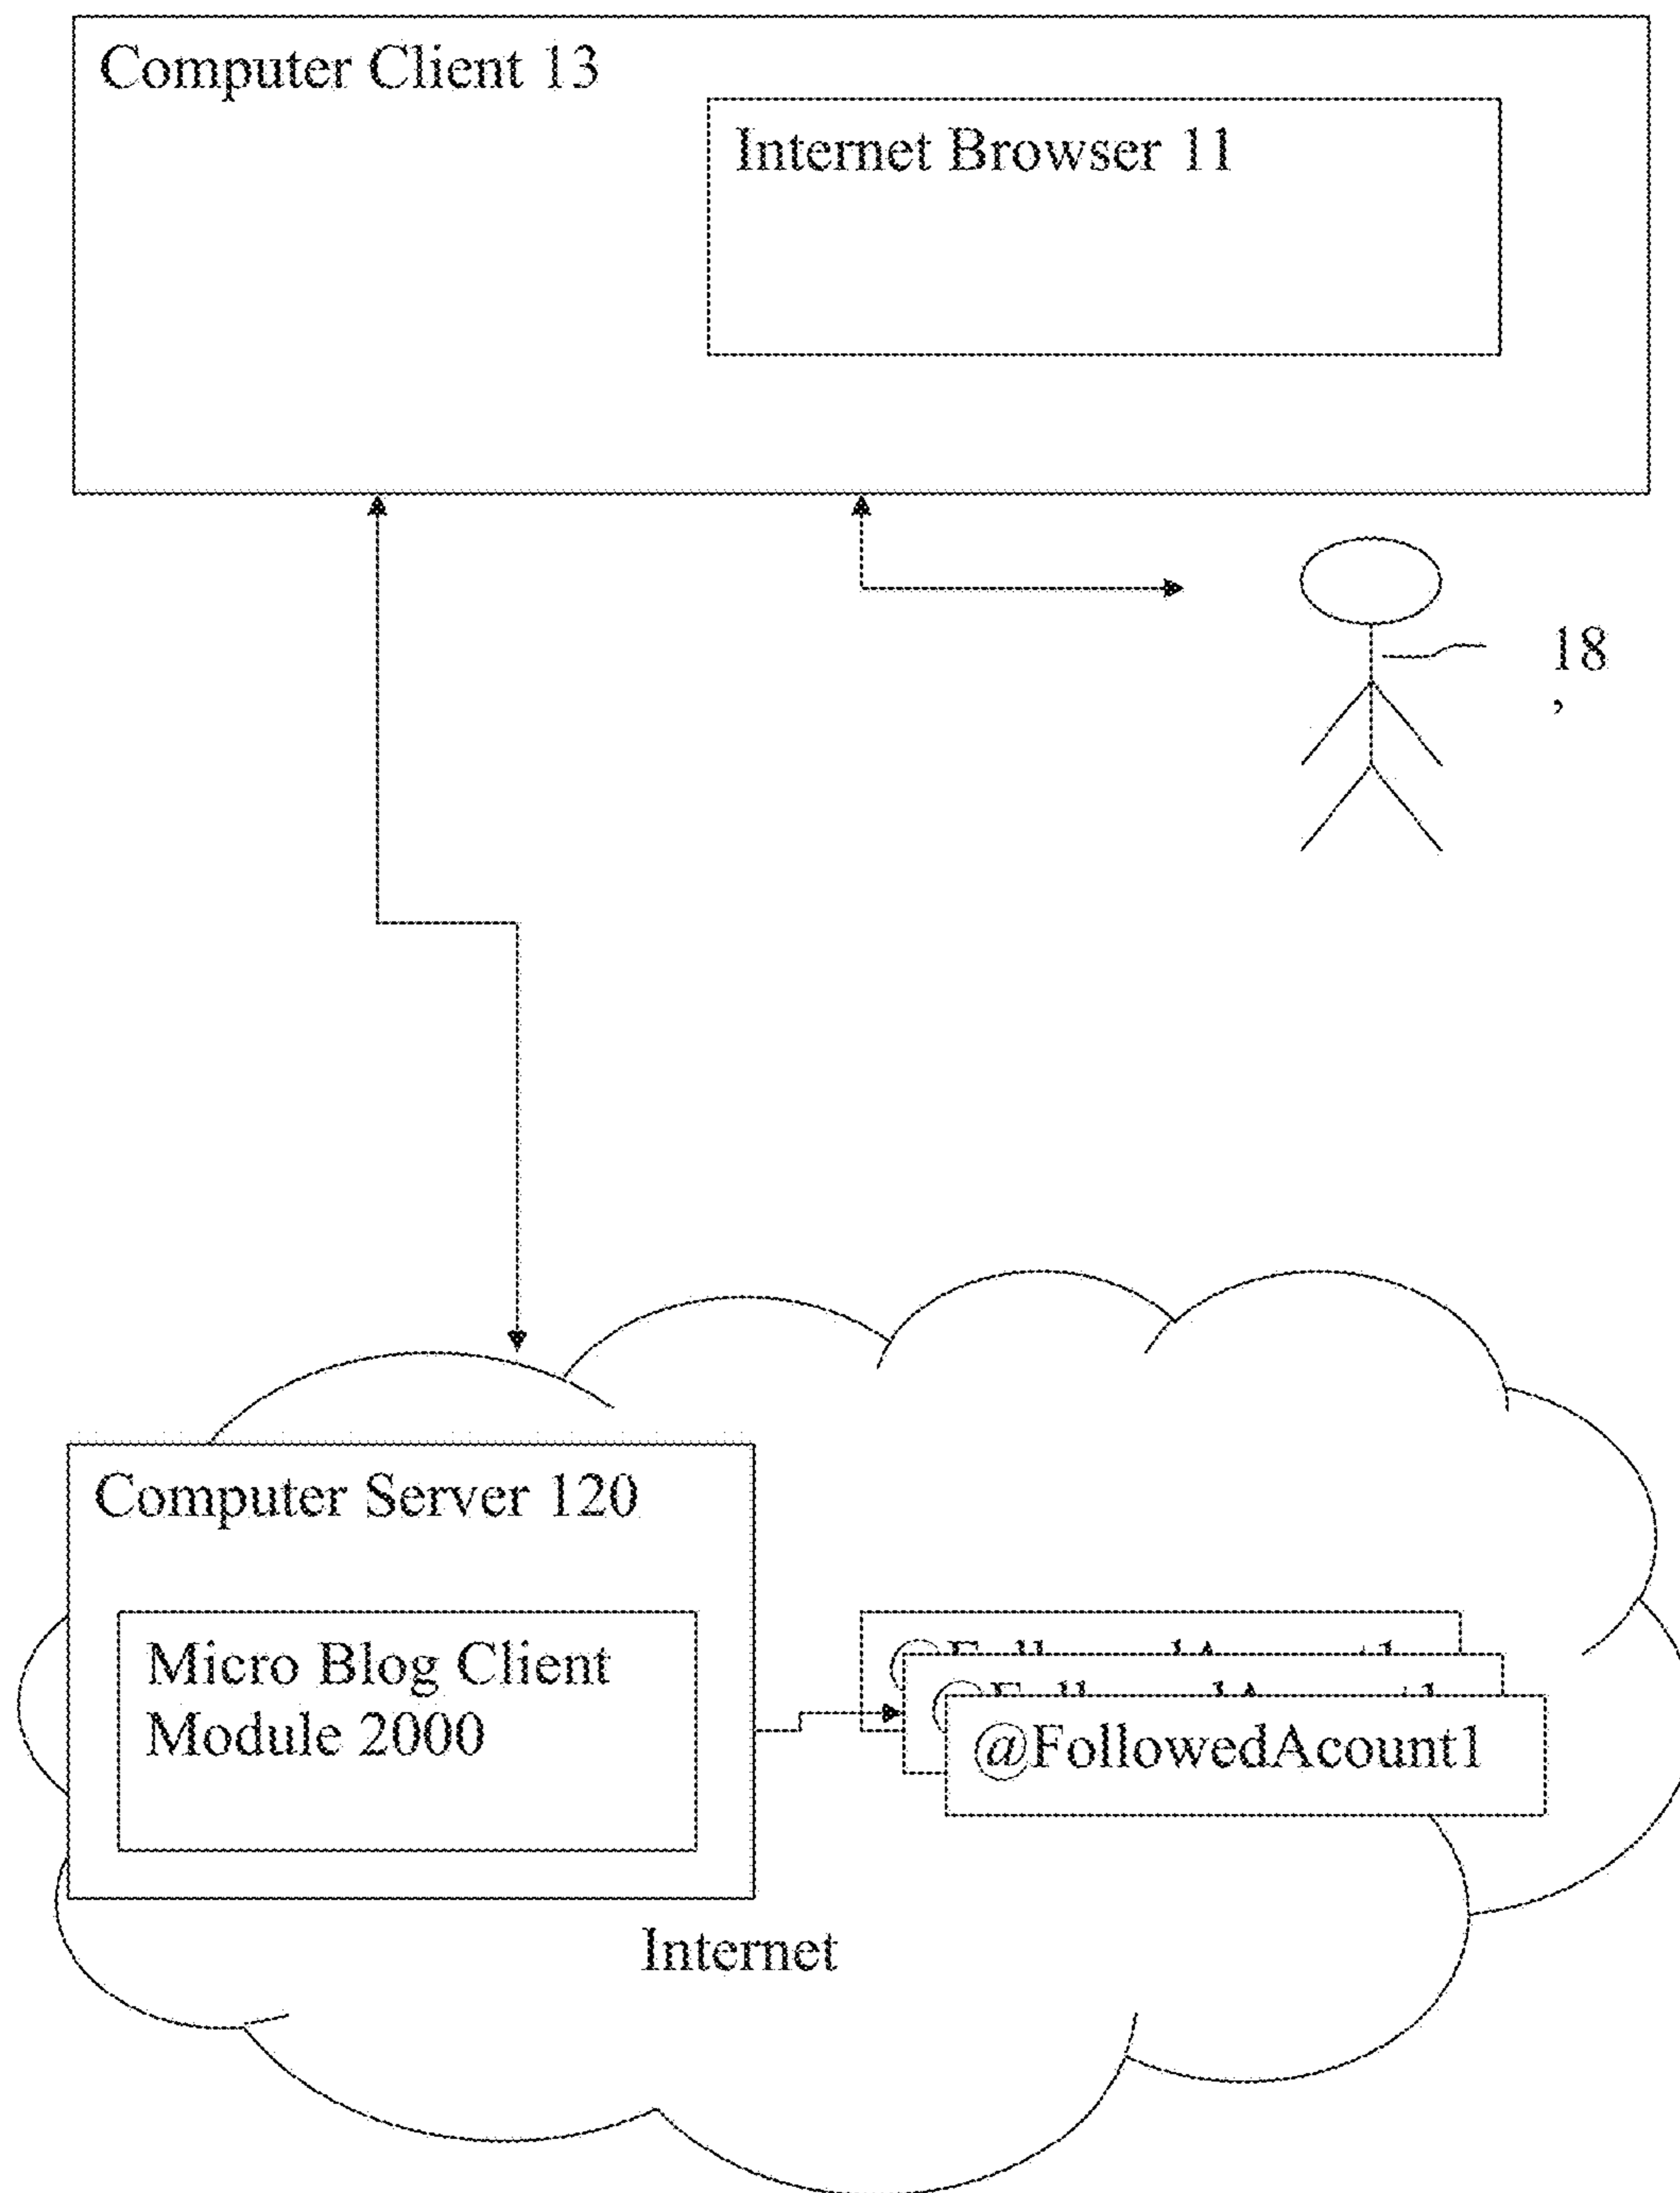 Computer Client 13
Internet Browser 11
18
,
Computer Server 120
Micro Blog Client
Module 2000
@FollowedAcount1
Internet